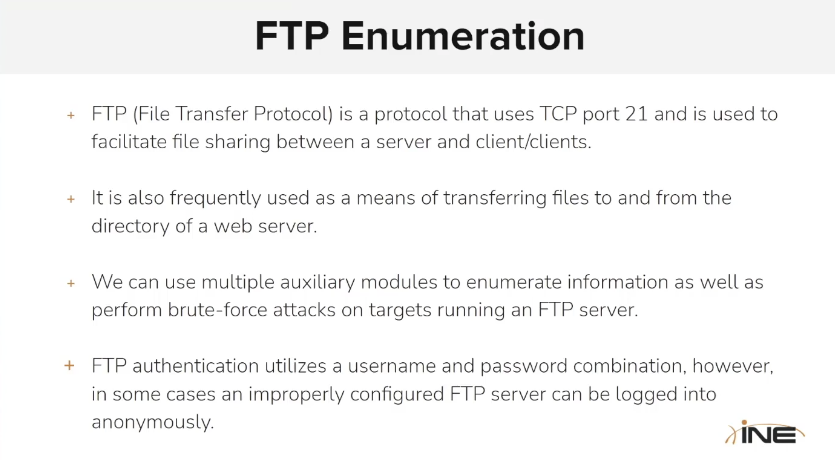 FTP Enumeration
+ FTP (File Transfer Protocol) is a protocol that uses TCP port 21 and is used to
facilitate file sharing between a server and client/clients.
+ It is also frequently used as a means of transferring files to and from the
directory of a web server.
+ We can use multiple auxiliary modules to enumerate information as well as
perform brute-force attacks on targets running an FTP server.
+ FTP authentication utilizes a username and password combination, however,
in some cases an improperly configured FTP server can be logged into
anonymously.
INE